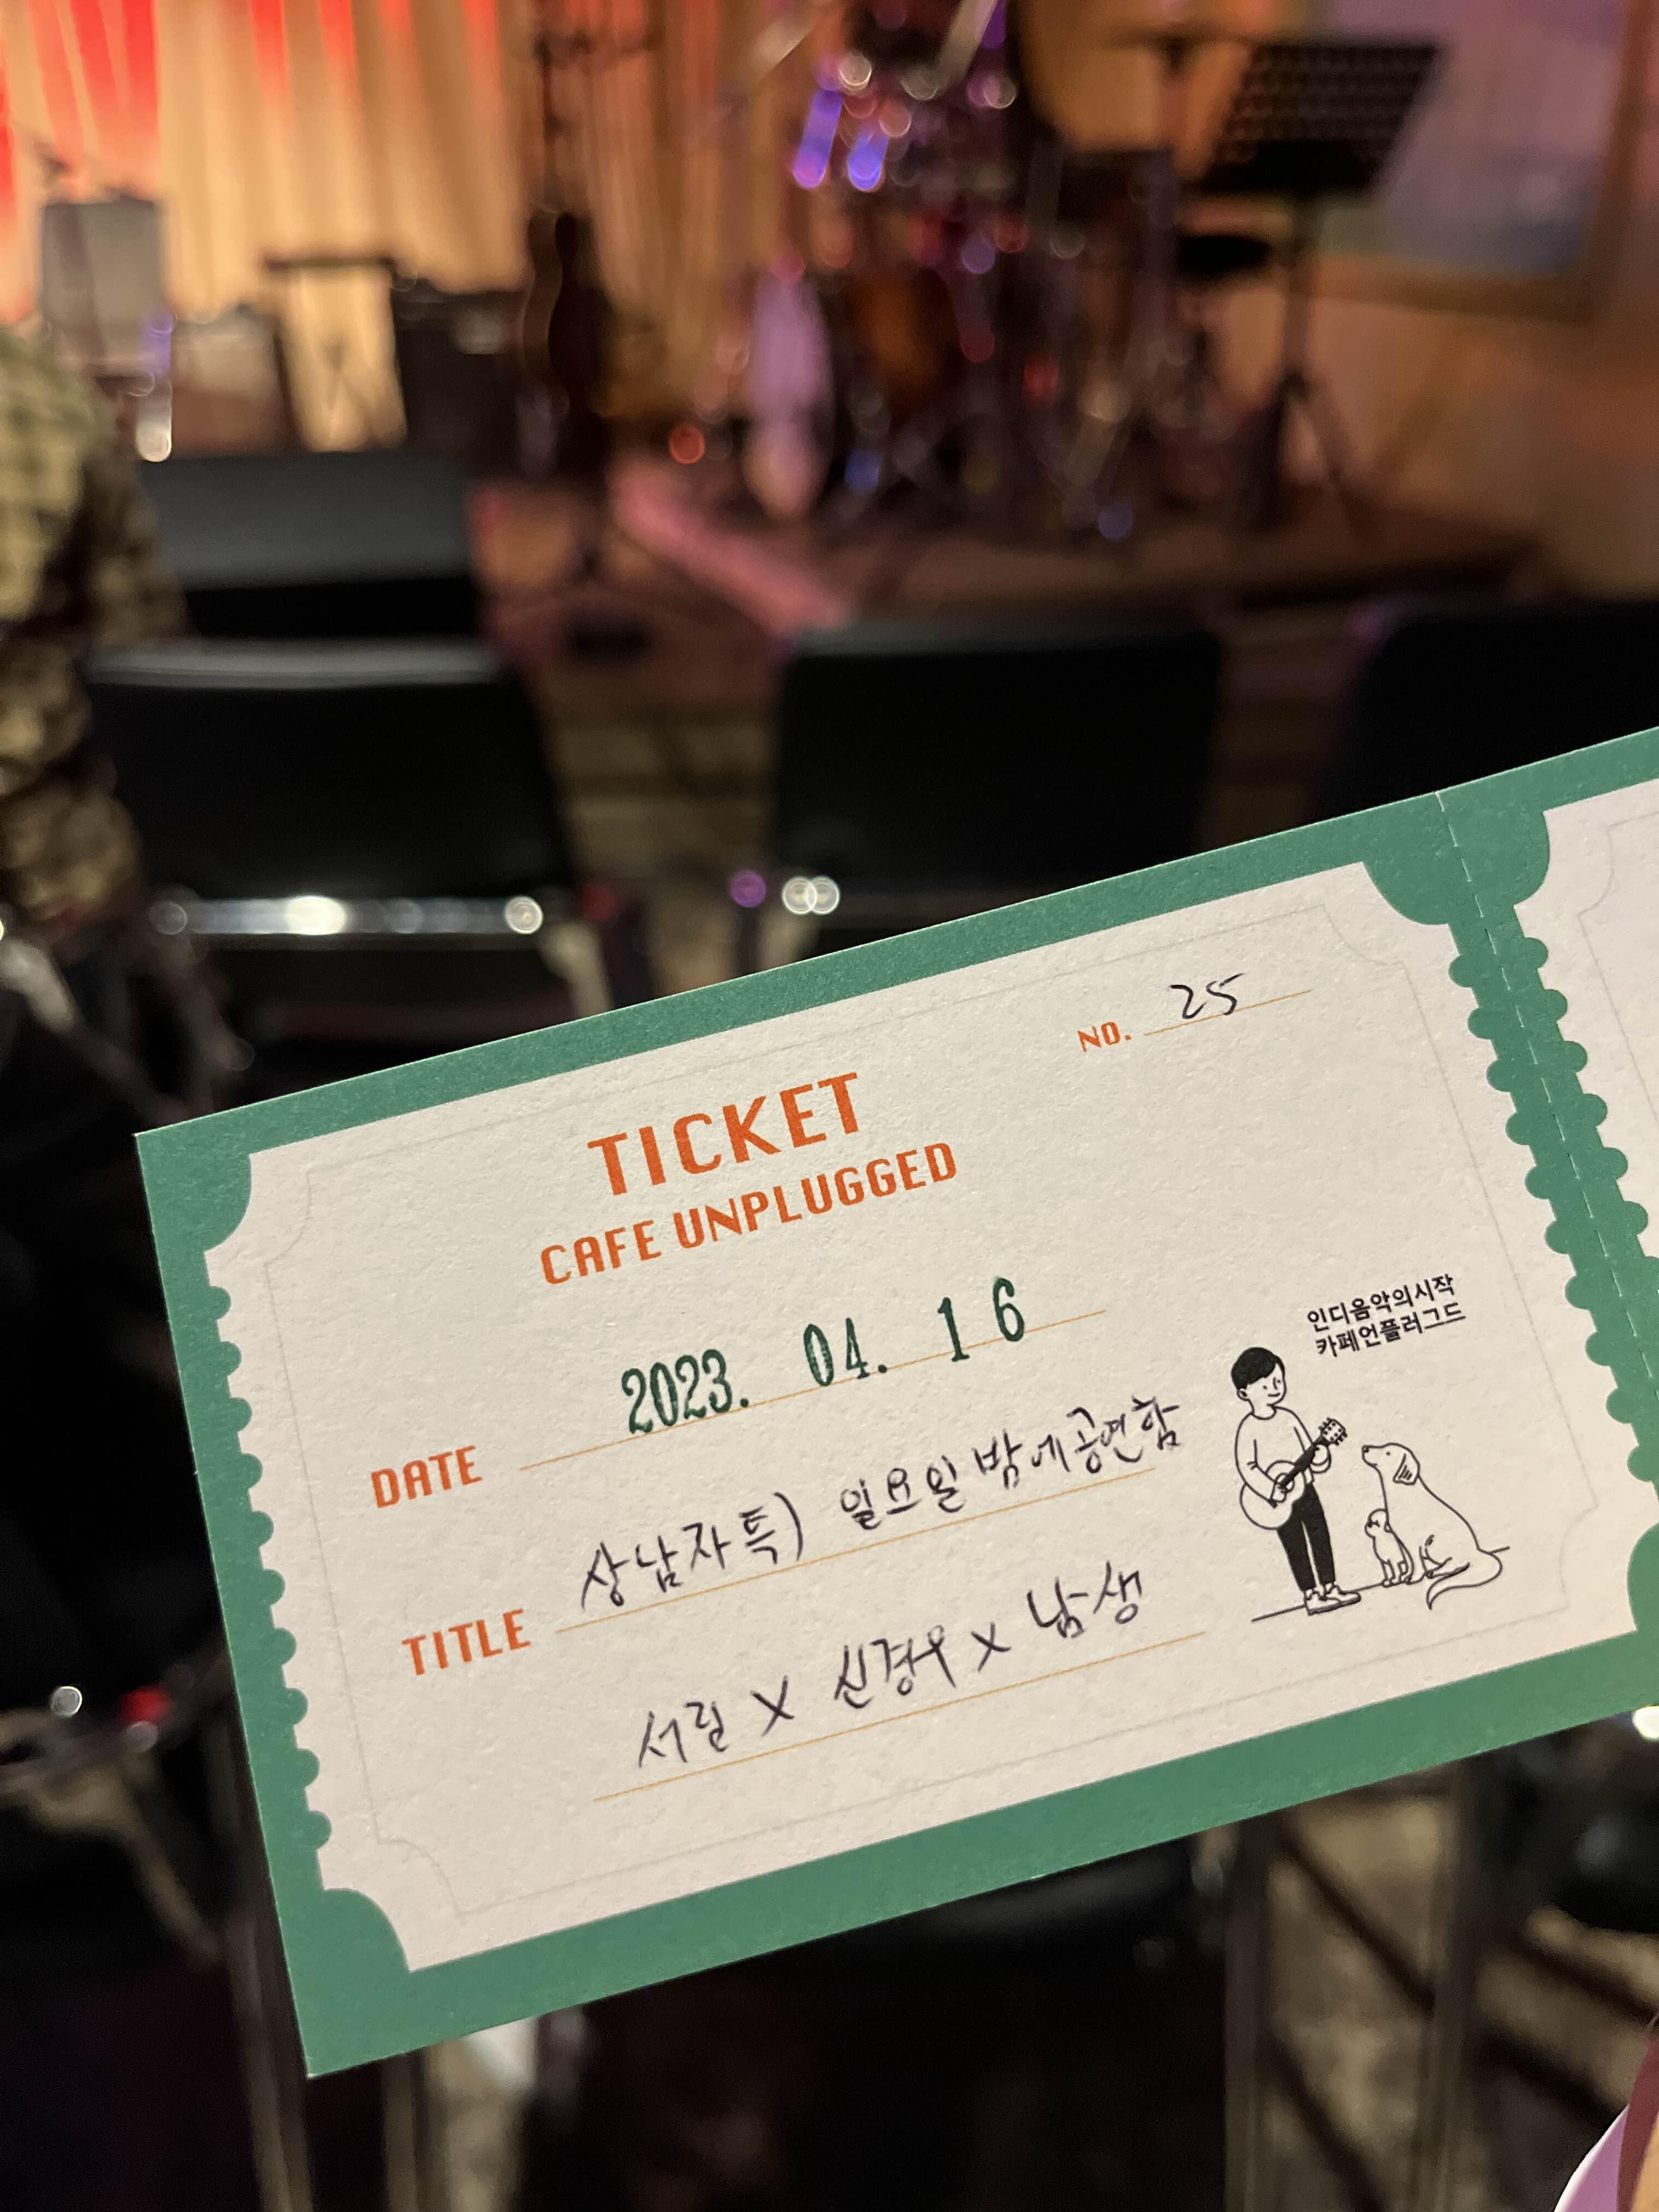 NO. 25
TICKET
CAFE UNPLUGGED
DATE 2023. 04. 16
TITLE 상남자특) 일요일 밤에 공연함
서림 X 신경우 X 남생
인디음악의시작
카페언플러그드